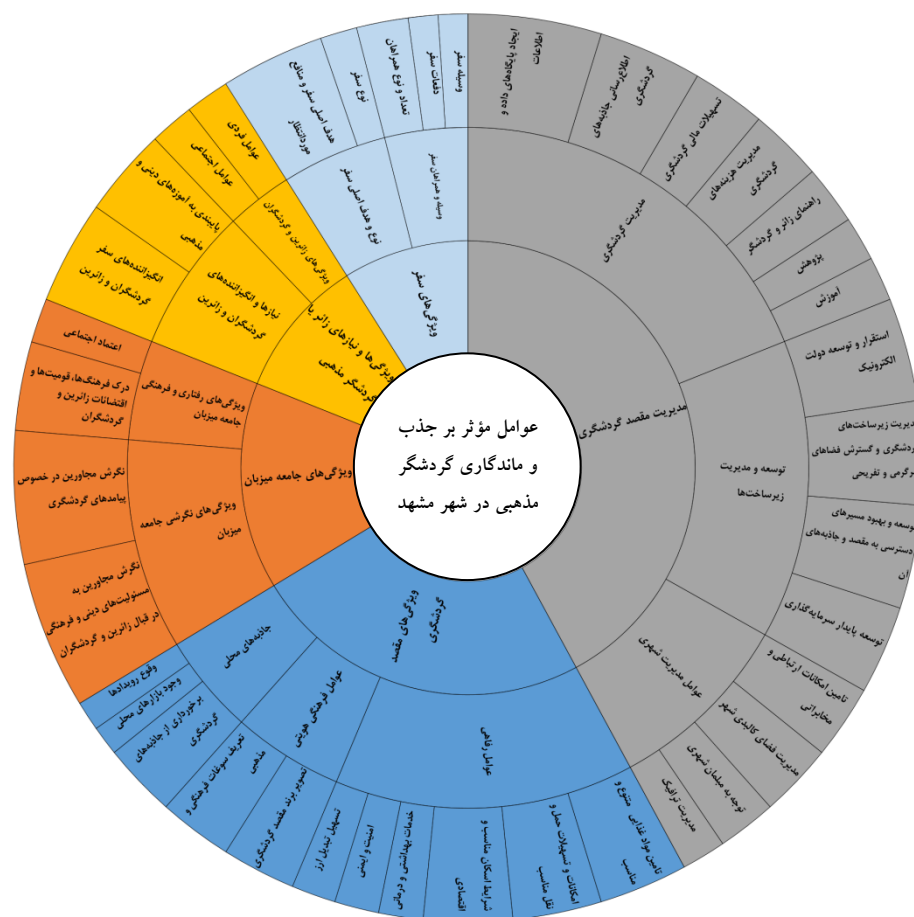 عوامل مؤثر بر جذب
و ماندگاری گردشگر
مذهبی در شهر مشهد
مدیریت مقصد گردشگری
مدیریت گردشگری
ایجاد پایگاه‌های داده و
اطلاعات
اطلاع‌رسانی جاذبه‌های
گردشگری
تسهیلات مالی گردشگری
مدیریت هزینه‌های
گردشگری
راهنمای زائر و گردشگر
پژوهش
آموزش
توسعه و مدیریت
زیرساخت‌ها
استقرار و توسعه دولت
الکترونیک
مدیریت زیرساخت‌های
گردشگری و گسترش فضاهای
سرگرمی و تفریحی
توسعه و بهبود مسیرهای
دسترسی به مقصد و جاذبه‌های
آن
توسعه پایدار سرمایه‌گذاری
عوامل مدیریت شهری
تامین امکانات ارتباطی و
مخابراتی
مدیریت فضای کالبدی شهر
توجه به مبلمان شهری
مدیریت ترافیک
ویژگی‌های مقصد
گردشگری
عوامل رفاهی
تامین مواد غذایی متنوع و
مناسب
امکانات و تسهیلات حمل و
نقل مناسب
شرایط اسکان مناسب و
اقتصادی
خدمات بهداشتی و درمانی
امنیت و ایمنی
تسهیل تبدیل ارز
عوامل فرهنگی هویتی
تصویر برند مقصد گردشگری
تعریف سوغات فرهنگی و
مذهبی
جاذبه‌های محلی
برخورداری از جاذبه‌های
گردشگری
وجود بازارهای محلی
وقوع رویدادها
ویژگی‌های جامعه میزبان
ویژگی‌های نگرشی جامعه
میزبان
نگرش مجاورین به
مسئولیت‌های دینی و فرهنگی
در قبال زائرین و گردشگران
نگرش مجاورین در خصوص
پیامدهای گردشگری
ویژگی‌های رفتاری و فرهنگی
جامعه میزبان
درک فرهنگ‌ها، قومیت‌ها و
اقتضائات زائرین و
گردشگران
اعتماد اجتماعی
ویژگی‌ها و نیازهای زائر یا
گردشگر مذهبی
نیازها و انگیزاننده‌های
گردشگران و زائرین
انگیزاننده‌های سفر
گردشگران و زائرین
پایبندی به آموزه‌های دینی و
مذهبی
ویژگی‌های زائرین و گردشگران
عوامل اجتماعی
عوامل فردی
ویژگی‌های سفر
نوع و هدف اصلی سفر
هدف اصلی سفر و منافع
موردانتظار
نوع سفر
وسیله و همراهان سفر
تعداد و نوع همراهان
دفعات سفر
وسیله سفر